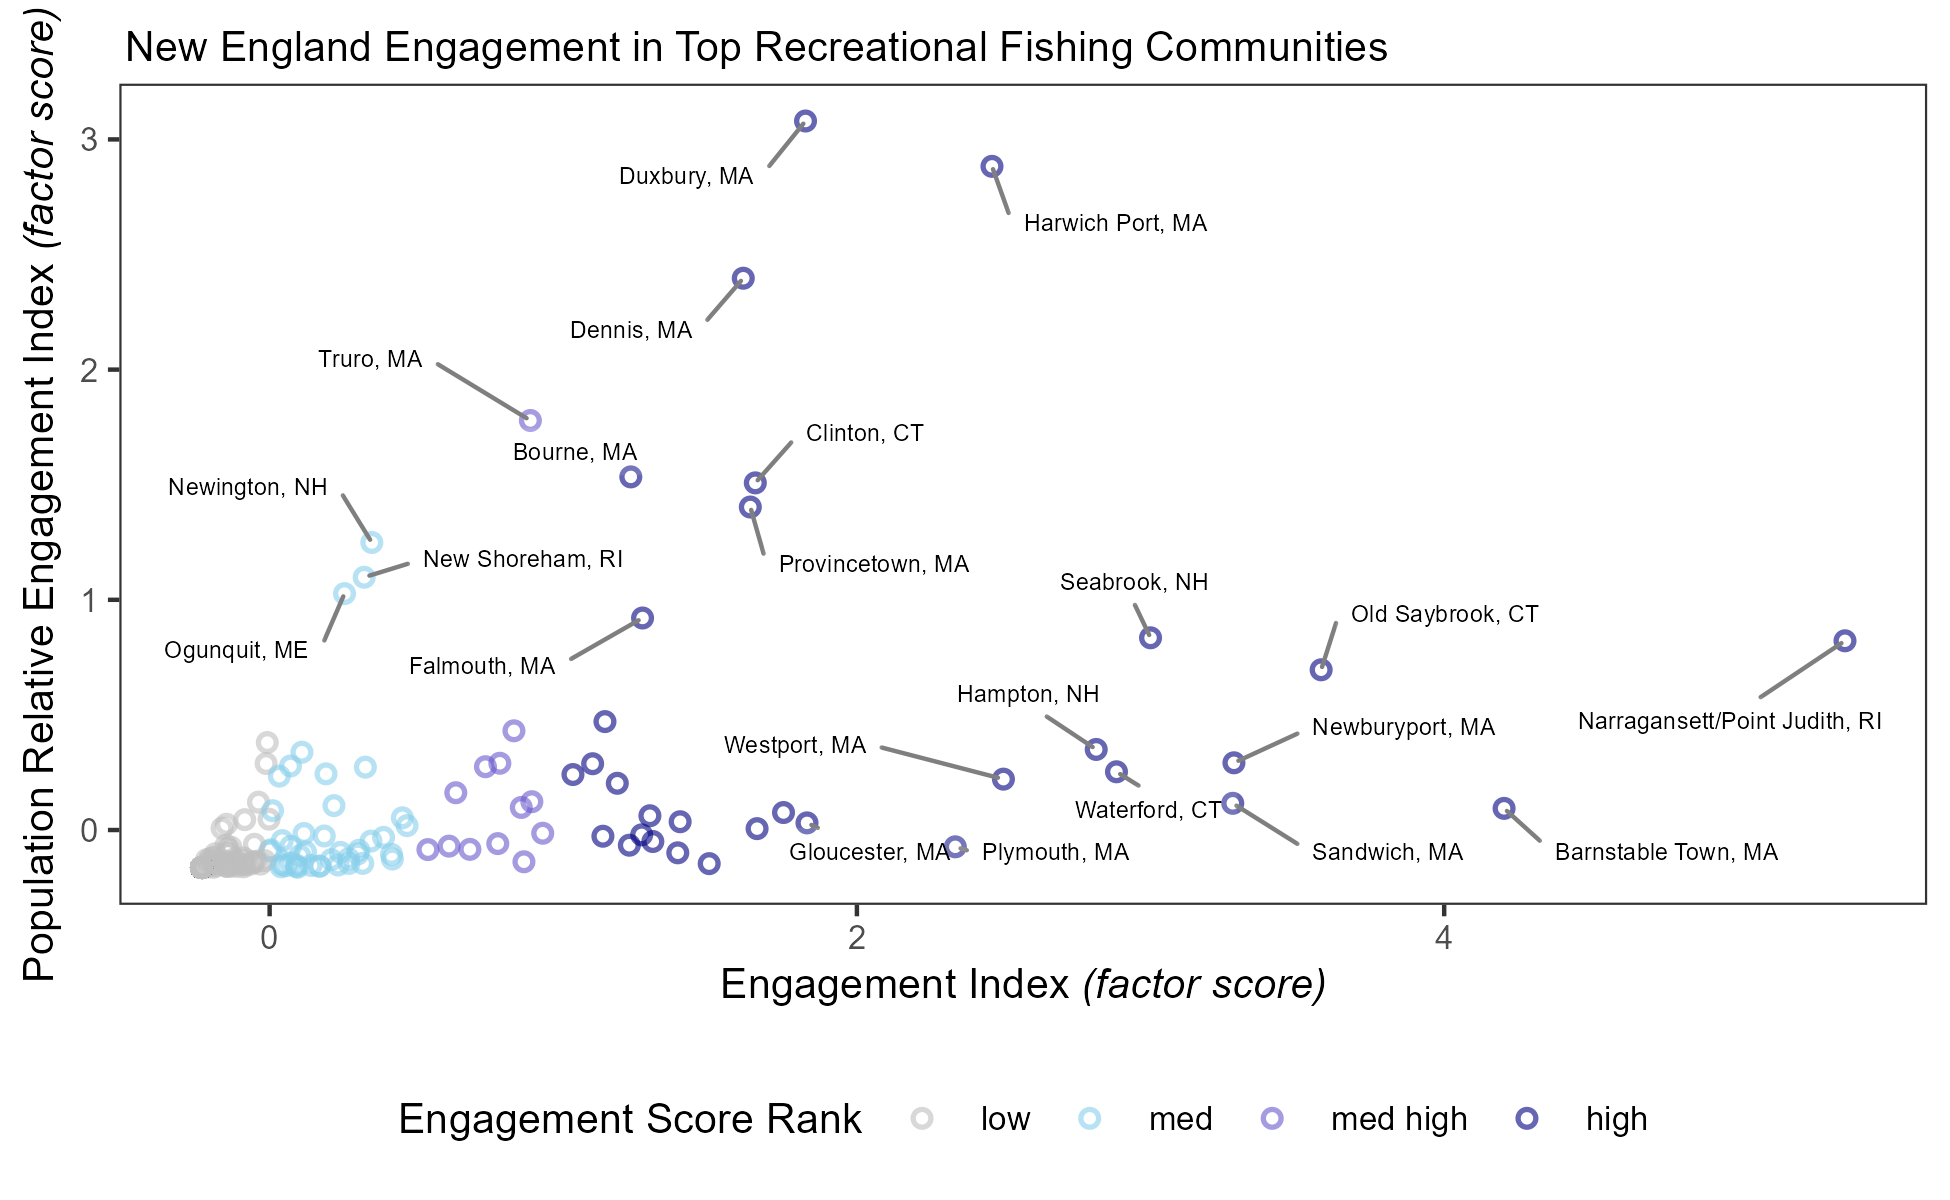 New England Engagement in Top Recreational Fishing Communities
Population Relative Engagement Index (factor score)
3
2
1
0
Duxbury, MA
Harwich Port, MA
Dennis, MA
Truro, MA
Clinton, CT
Bourne, MA
Newington, NH
New Shoreham, RI
Provincetown, MA
Seabrook, NH
Old Saybrook, CT
Ogunquit, ME
Falmouth, MA
Hampton, NH
Narragansett/Point Judith, RI
Newburyport, MA
Westport, MA
Waterford, CT
Gloucester, MA
Plymouth, MA
Sandwich, MA
Barnstable Town, MA
0
2
4
Engagement Index (factor score)
Engagement Score Rank
low
med
med high
high